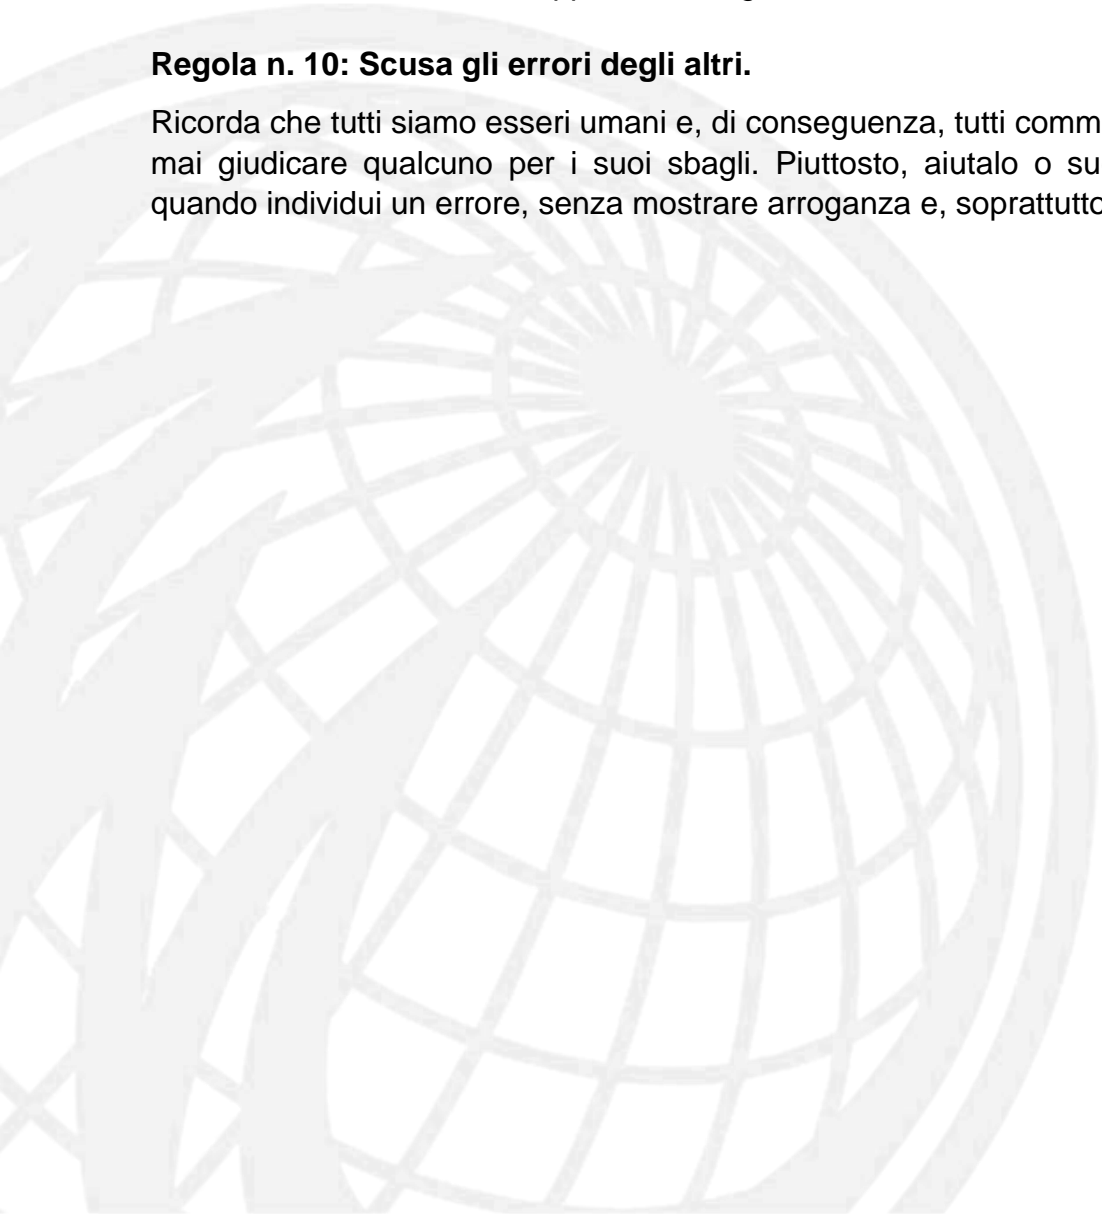 Regola n. 10: Scusa gli errori degli altri.
Ricorda che tutti siamo esseri umani e, di conseguenza, tutti comm
mai giudicare qualcuno per i suoi sbagli. Piuttosto, aiutalo o su
quando individui un errore, senza mostrare arroganza e, soprattutto